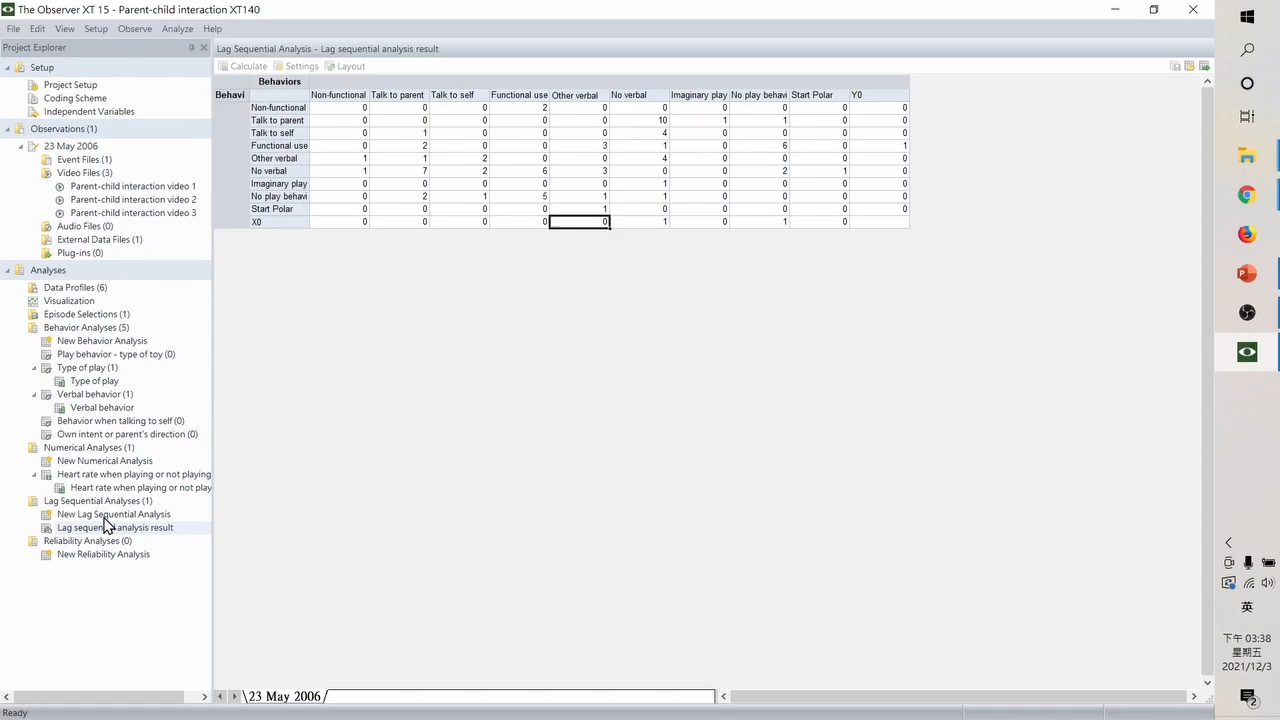 The Observer XT 15 - Parent-child interaction XT140
File Edit View Setup Observe Analyze Help
Project Explorer
Setup
Project Setup
Coding Scheme
Independent Variables
Observations (1)
23 May 2006
Event Files (1)
Video Files (3)
Parent-child interaction video 1
Parent-child interaction video 2
Parent-child interaction video 3
Audio Files (0)
External Data Files (1)
Plug-ins (0)
Analyses
Data Profiles (6)
Visualization
Episode Selections (1)
Behavior Analyses (5)
New Behavior Analysis
Play behavior - type of toy (0)
Type of play (1)
Type of play
Verbal behavior (1)
Verbal behavior
Behavior when talking to self (0)
Own intent or parent's direction (0)
Numerical Analyses (1)
New Numerical Analysis
Heart rate when playing or not playing
Heart rate when playing or not play
Lag Sequential Analyses (1)
New Lag Sequential Analysis
Lag sequential analysis result
Reliability Analyses (0)
New Reliability Analysis
Lag Sequential Analysis - Lag sequential analysis result
Calculate Settings Layout
Behaviors
Behavi Non-functional Talk to parent Talk to self Functional use Other verbal No verbal Imaginary play No play behavi Start Polar Y0
Non-functional 0 0 0 2 0 0 0 0 0 0
Talk to parent 0 0 0 0 0 10 1 1 0 0
Talk to self 0 1 0 0 0 4 0 0 0 0
Functional use 0 2 0 0 3 1 0 6 0 1
Other verbal 1 1 2 0 0 4 0 0 0 0
No verbal 1 7 2 6 3 0 0 2 1 0
Imaginary play 0 0 0 0 0 1 0 0 0 0
No play behavi 0 2 1 5 1 1 0 0 0 0
Start Polar 0 0 0 0 1 0 0 0 0 0
X0 0 0 0 0 0 1 0 1 0
23 May 2006
Ready
英
下午 03:38
星期五
2021/12/3
2